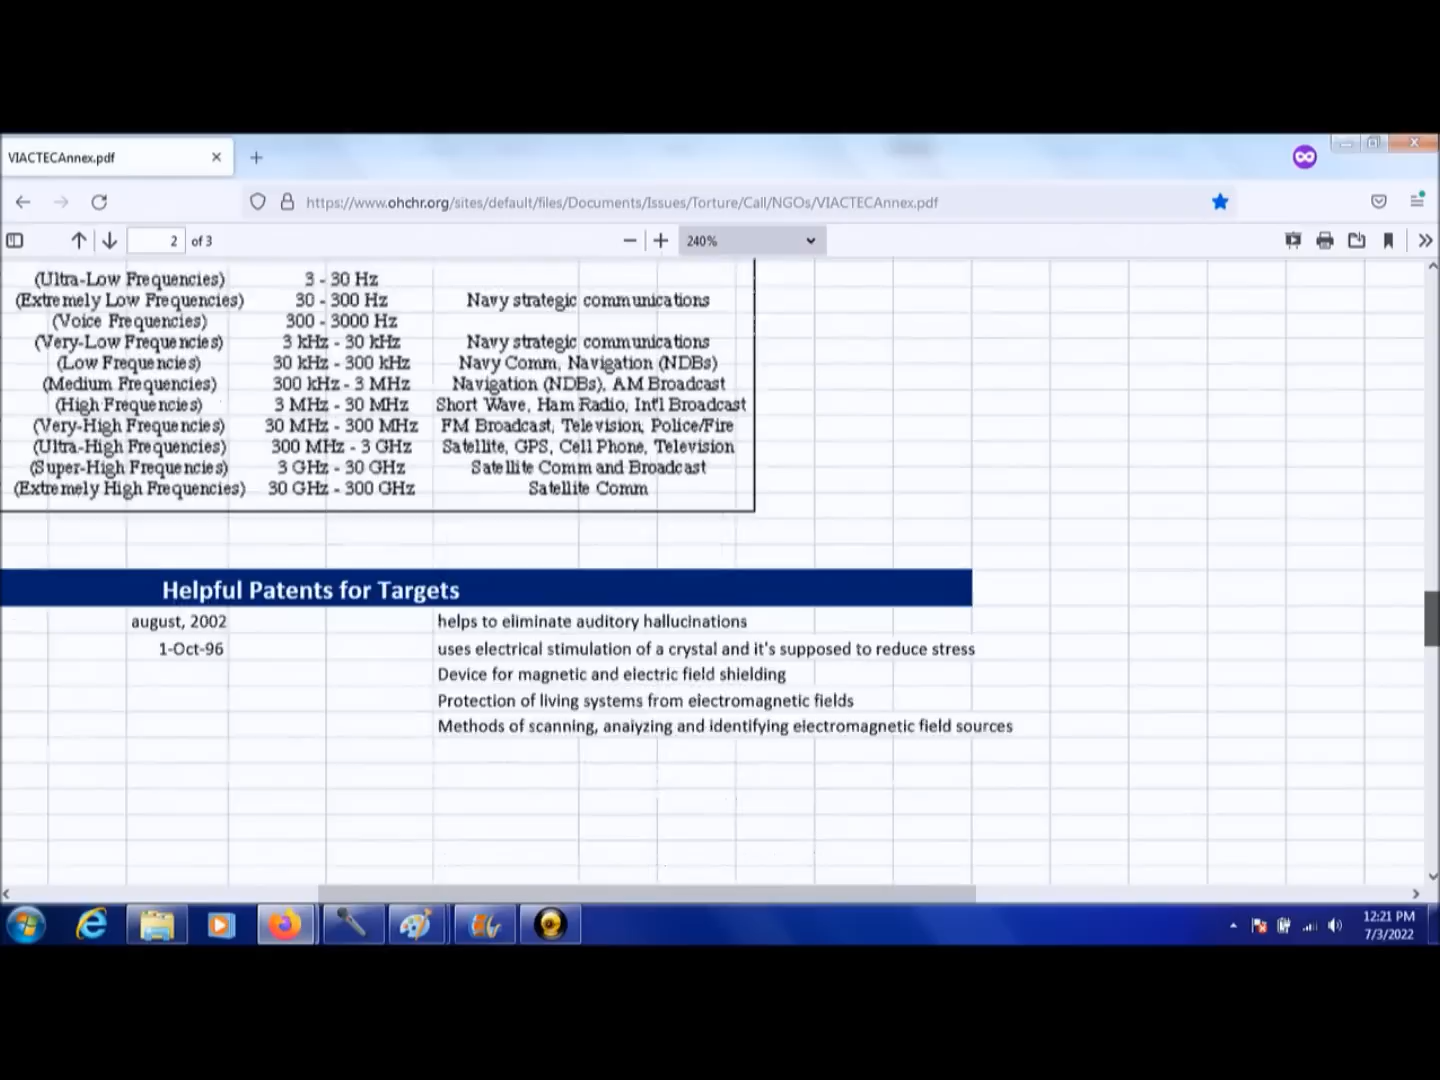 VIACTECAnnex.pdf
https://www.ohchr.org/sites/default/files/Documents/Issues/Torture/Call/NGOs/VIACTECAnnex.pdf
2 of 3
240%
(Ultra-Low Frequencies) 3 - 30 Hz
(Extremely Low Frequencies) 30 - 300 Hz Navy strategic communications
(Voice Frequencies) 300 - 3000 Hz
(Very-Low Frequencies) 3 kHz - 30 kHz Navy strategic communications
(Low Frequencies) 30 kHz - 300 kHz Navy Comm, Navigation (NDBs)
(Medium Frequencies) 300 kHz - 3 MHz Navigation (NDBs), AM Broadcast
(High Frequencies) 3 MHz - 30 MHz Short Wave, Ham Radio, Int'l Broadcast
(Very-High Frequencies) 30 MHz - 300 MHz FM Broadcast, Television, Police/Fire
(Ultra-High Frequencies) 300 MHz - 3 GHz Satellite, GPS, Cell Phone, Television
(Super-High Frequencies) 3 GHz - 30 GHz Satellite Comm and Broadcast
(Extremely High Frequencies) 30 GHz - 300 GHz Satellite Comm
Helpful Patents for Targets
august, 2002 helps to eliminate auditory hallucinations
1-Oct-96 uses electrical stimulation of a crystal and it's supposed to reduce stress
Device for magnetic and electric field shielding
Protection of living systems from electromagnetic fields
Methods of scanning, analyzing and identifying electromagnetic field sources
12:21 PM
7/3/2022